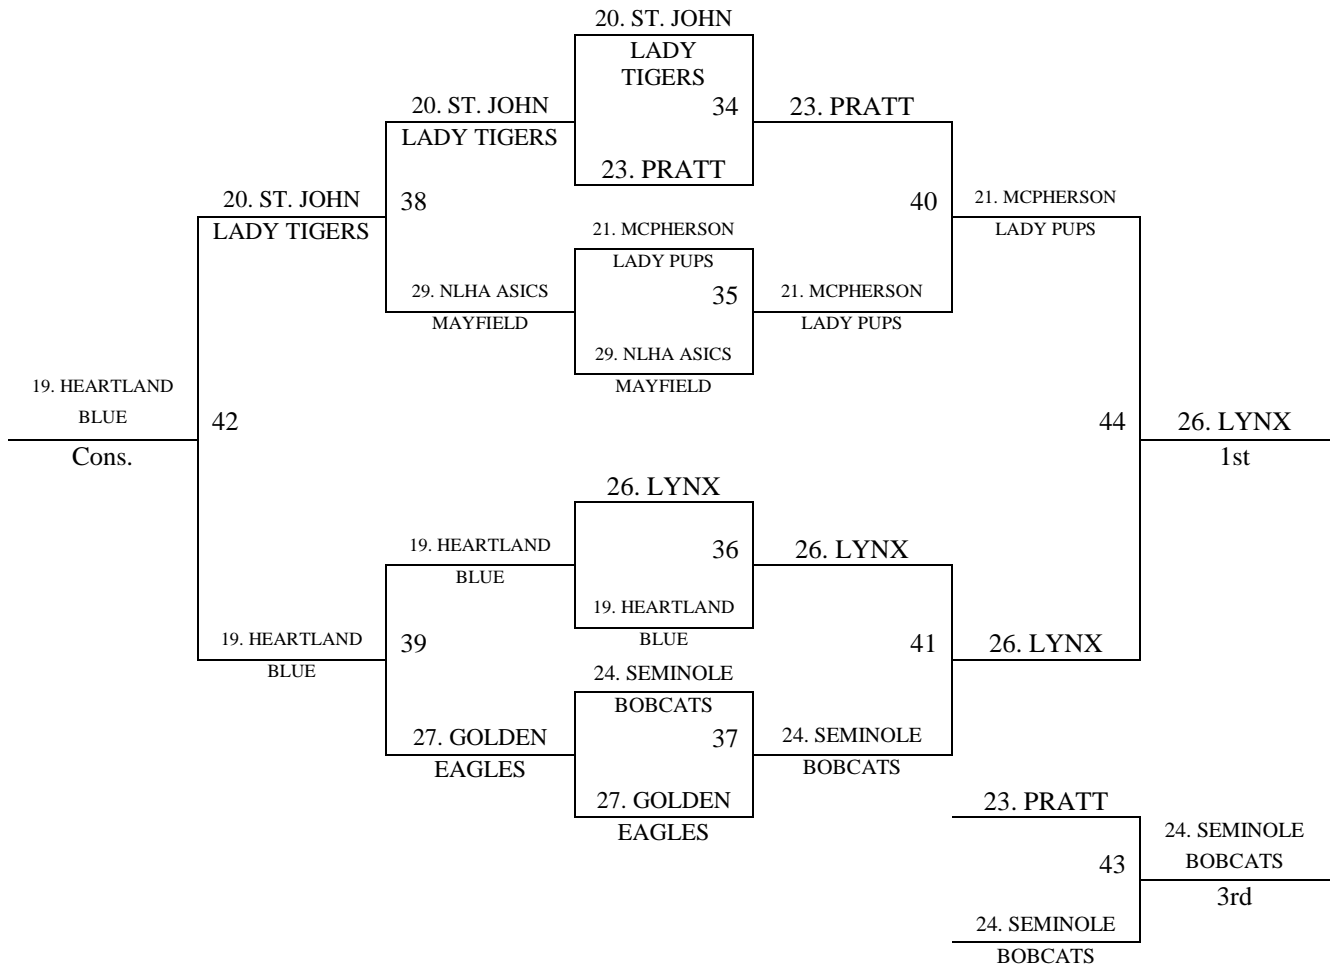 20. ST. JOHN
LADY
TIGERS
20. ST. JOHN
34
23. PRATT
LADY TIGERS
23. PRATT
20. ST. JOHN
38
40
21. MCPHERSON
LADY TIGERS
21. MCPHERSON
LADY PUPS
LADY PUPS
29. NLHA ASICS
35
21. MCPHERSON
MAYFIELD
LADY PUPS
29. NLHA ASICS
MAYFIELD
19. HEARTLAND
BLUE
42
44
26. LYNX
Cons.
1st
26. LYNX
19. HEARTLAND
36
26. LYNX
BLUE
19. HEARTLAND
BLUE
19. HEARTLAND
39
41
26. LYNX
BLUE
24. SEMINOLE
BOBCATS
27. GOLDEN
37
24. SEMINOLE
EAGLES
BOBCATS
27. GOLDEN
EAGLES
23. PRATT
24. SEMINOLE
43
BOBCATS
3rd
24. SEMINOLE
BOBCATS